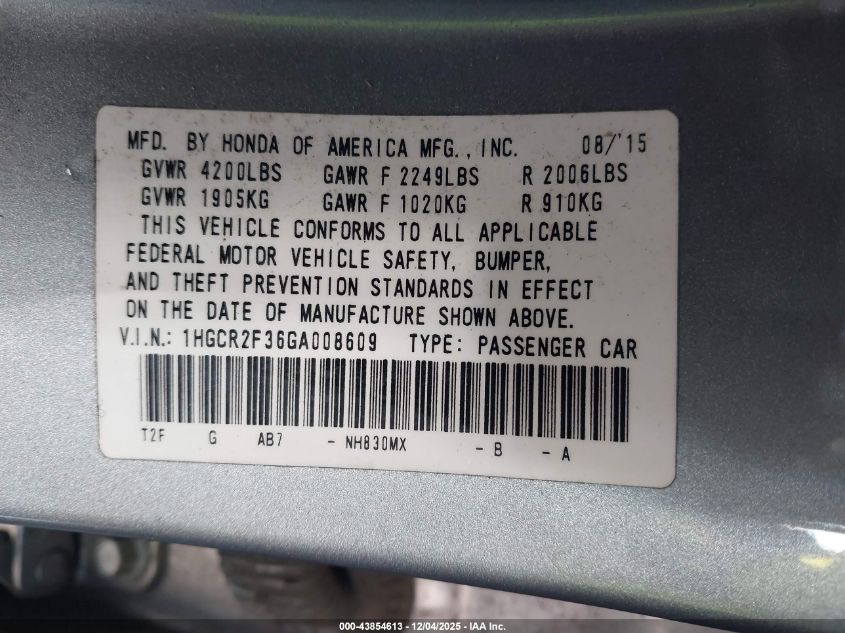 MFD. BY HONDA OF AMERICA MFG., INC. 08/'15
GVWR 4200LBS GAWR F 2249LBS R 2006LBS
GVWR 1905KG GAWR F 1020KG R 910KG
THIS VEHICLE CONFORMS TO ALL APPLICABLE
FEDERAL MOTOR VEHICLE SAFETY, BUMPER,
AND THEFT PREVENTION STANDARDS IN EFFECT
ON THE DATE OF MANUFACTURE SHOWN ABOVE.
V.I.N.: 1HGCR2F36GA008609 TYPE: PASSENGER CAR
T2F G AB7 - NH830MX - B - A
000-43854613 - 12/04/2025 - IAA Inc.